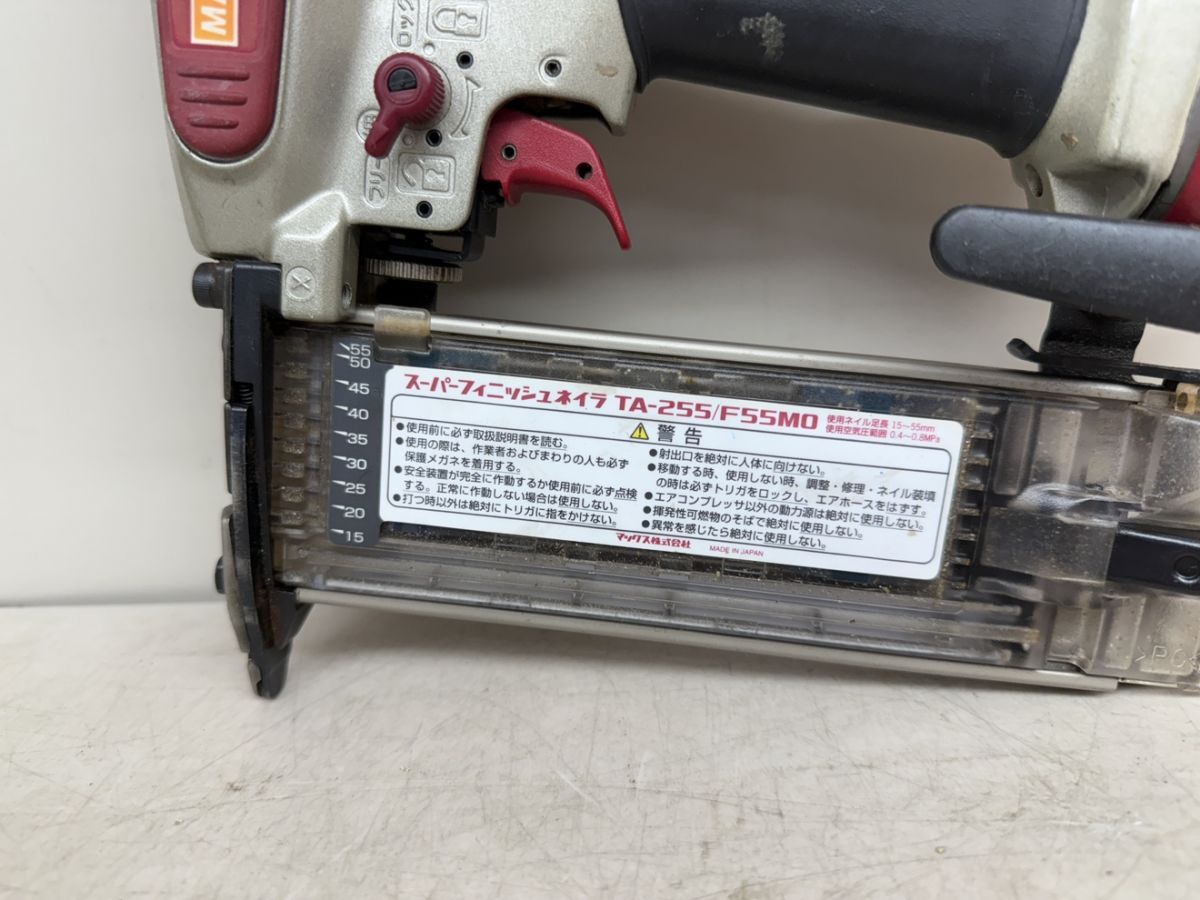 MA
ロック
フリー
X
スーパーフィニッシュネイラ TA-255/F55MO
使用ネイル足長 15~55mm
使用空気圧範囲 0.4~0.8MPa
警告
●使用前に必ず取扱説明書を読む。
●使用の際は、作業者およびまわりの人も必ず
保護メガネを着用する。
●安全装置が完全に作動するか使用前に必ず点検
する。正常に作動しない場合は使用しない。
●打つ時以外は絶対にトリガに指をかけない。
●射出口を絶対に人体に向けない。
●移動する時、使用しない時、調整・修理・ネイル装填
の時は必ずトリガをロックし、エアホースをはずす。
●エアコンプレッサ以外の動力源は絶対に使用しない。
●揮発性可燃物のそばで絶対に使用しない。
●異常を感じたら絶対に使用しない。
マックス株式会社 MADE IN JAPAN
55
50
45
40
35
30
25
20
15
>PC<